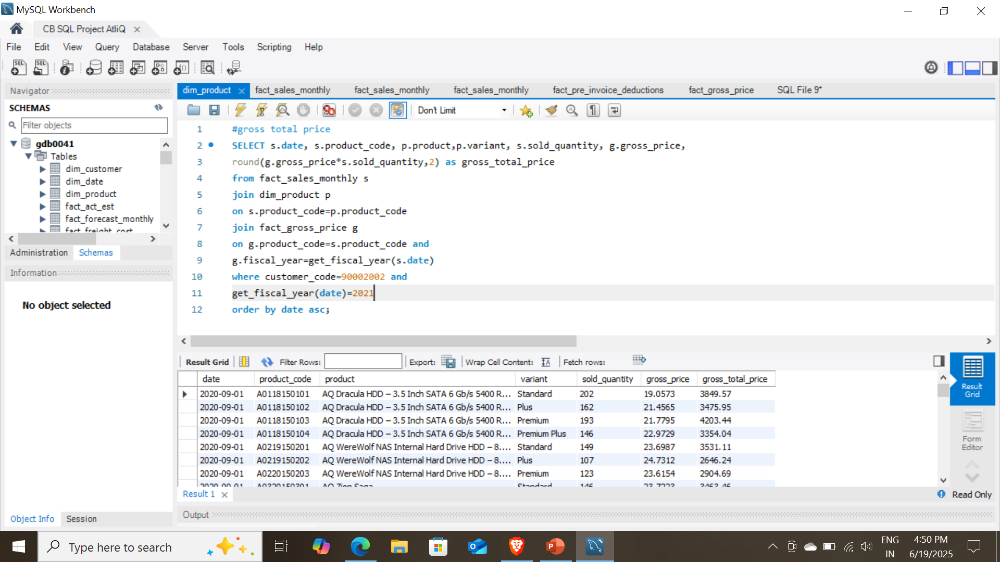 MySQL Workbench
CB SQL Project AtliQ
File Edit View Query Database Server Tools Scripting Help
Navigator
SCHEMAS
Filter objects
gdb0041
Tables
dim_customer
dim_date
dim_product
fact_act_est
fact_forecast_monthly
fact_freight_cost
Administration Schemas
Information
No object selected
Object Info Session
dim_product fact_sales_monthly fact_sales_monthly fact_sales_monthly fact_pre_invoice_deductions fact_gross_price SQL File 9*
Don't Limit
1 #gross total price
2 SELECT s.date, s.product_code, p.product,p.variant, s.sold_quantity, g.gross_price,
3 round(g.gross_price*s.sold_quantity,2) as gross_total_price
4 from fact_sales_monthly s
5 join dim_product p
6 on s.product_code=p.product_code
7 join fact_gross_price g
8 on g.product_code=s.product_code and
9 g.fiscal_year=get_fiscal_year(s.date)
10 where customer_code=90002002 and
11 get_fiscal_year(date)=2021
12 order by date asc;
Result Grid Filter Rows: Export: Wrap Cell Content: Fetch rows:
date product_code product variant sold_quantity gross_price gross_total_price
2020-09-01 A0118150101 AQ Dracula HDD – 3.5 Inch SATA 6 Gb/s 5400 R... Standard 202 19.0573 3849.57
2020-09-01 A0118150102 AQ Dracula HDD – 3.5 Inch SATA 6 Gb/s 5400 R... Plus 162 21.4565 3475.95
2020-09-01 A0118150103 AQ Dracula HDD – 3.5 Inch SATA 6 Gb/s 5400 R... Premium 193 21.7795 4203.44
2020-09-01 A0118150104 AQ Dracula HDD – 3.5 Inch SATA 6 Gb/s 5400 R... Premium Plus 146 22.9729 3354.04
2020-09-01 A0219150201 AQ WereWolf NAS Internal Hard Drive HDD – 8.... Standard 149 23.6987 3531.11
2020-09-01 A0219150202 AQ WereWolf NAS Internal Hard Drive HDD – 8.... Plus 107 24.7312 2646.24
2020-09-01 A0220150203 AQ WereWolf NAS Internal Hard Drive HDD – 8.... Premium 123 23.6154 2904.69
2020-09-01 A0320150301 AQ Zion Saga Standard 146 23.7223 3463.46
Result Grid
Form Editor
Result 1
Read Only
Output
Type here to search
ENG
IN
4:50 PM
6/19/2025